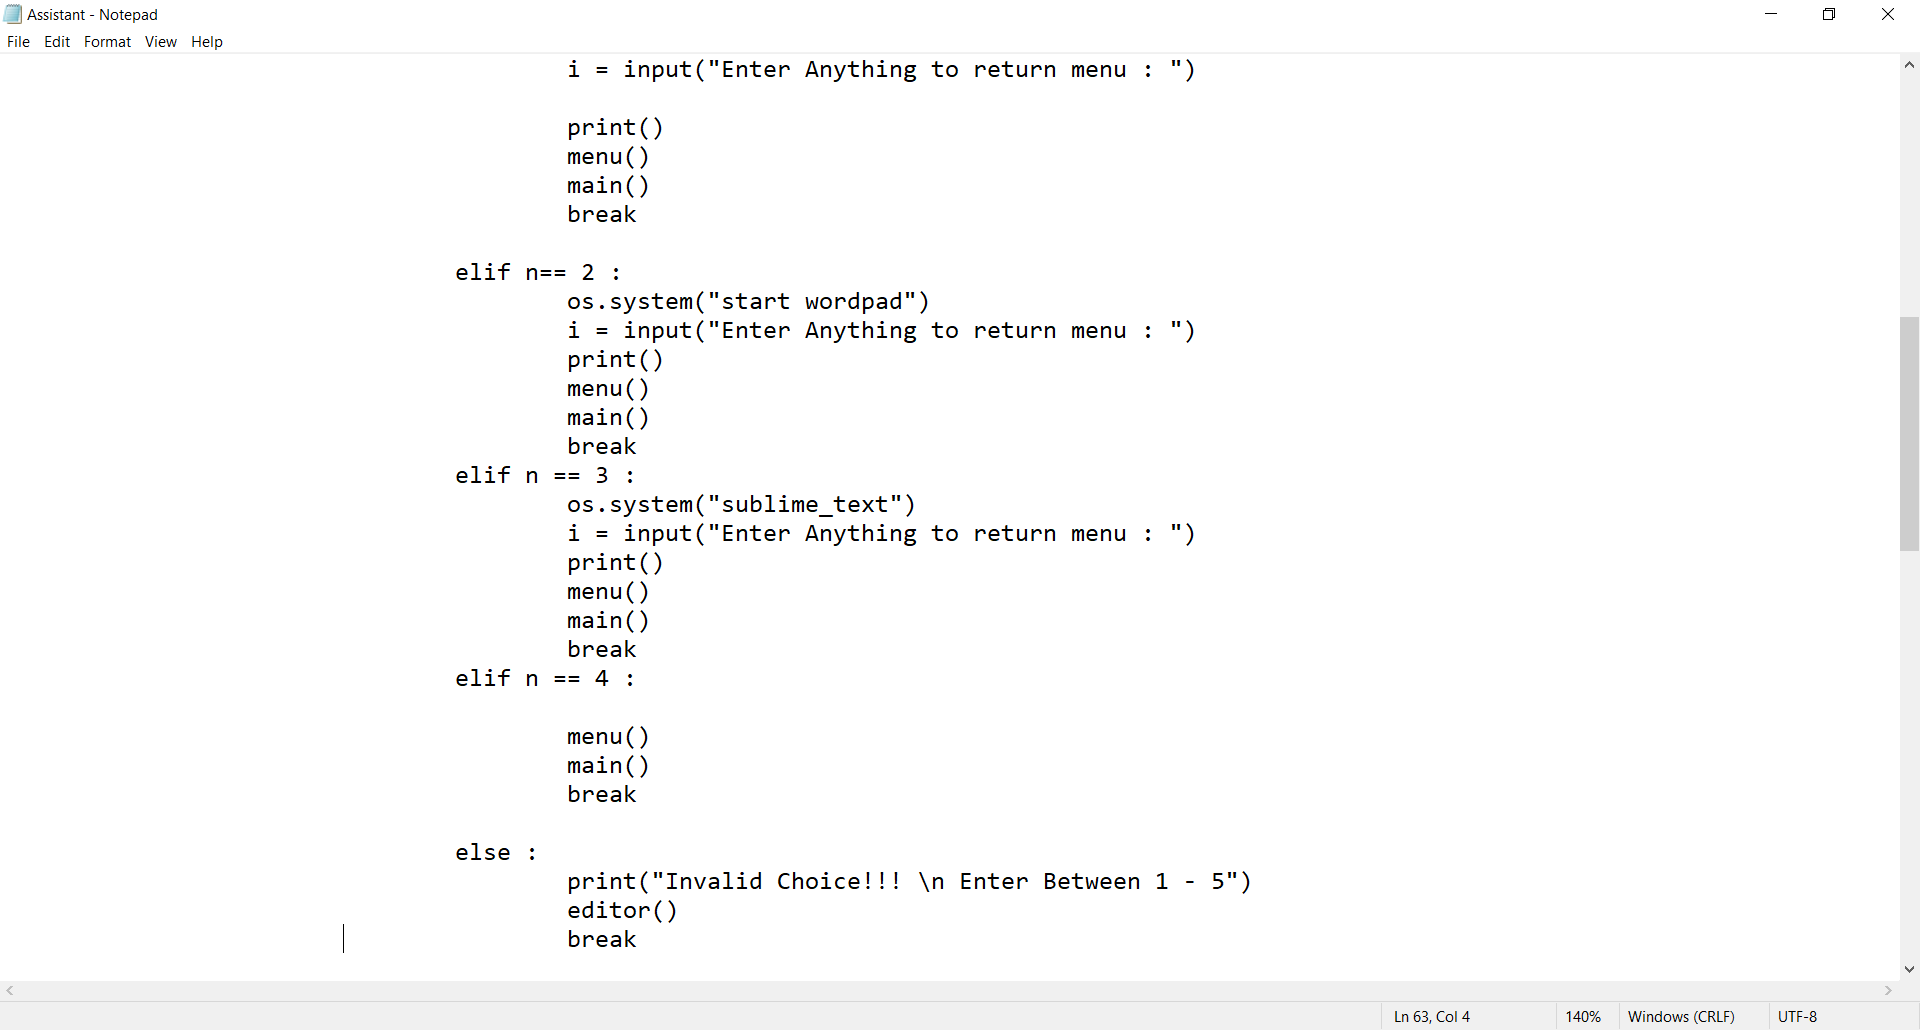 Assistant - Notepad
File Edit Format View Help
i = input("Enter Anything to return menu : ")
print()
menu()
main()
break
elif n== 2 :
os.system("start wordpad")
i = input("Enter Anything to return menu : ")
print()
menu()
main()
break
elif n == 3 :
os.system("sublime_text")
i = input("Enter Anything to return menu : ")
print()
menu()
main()
break
elif n == 4 :
menu()
main()
break
else :
print("Invalid Choice!!! \n Enter Between 1 - 5")
editor()
break
Ln 63, Col 4 140% Windows (CRLF) UTF-8